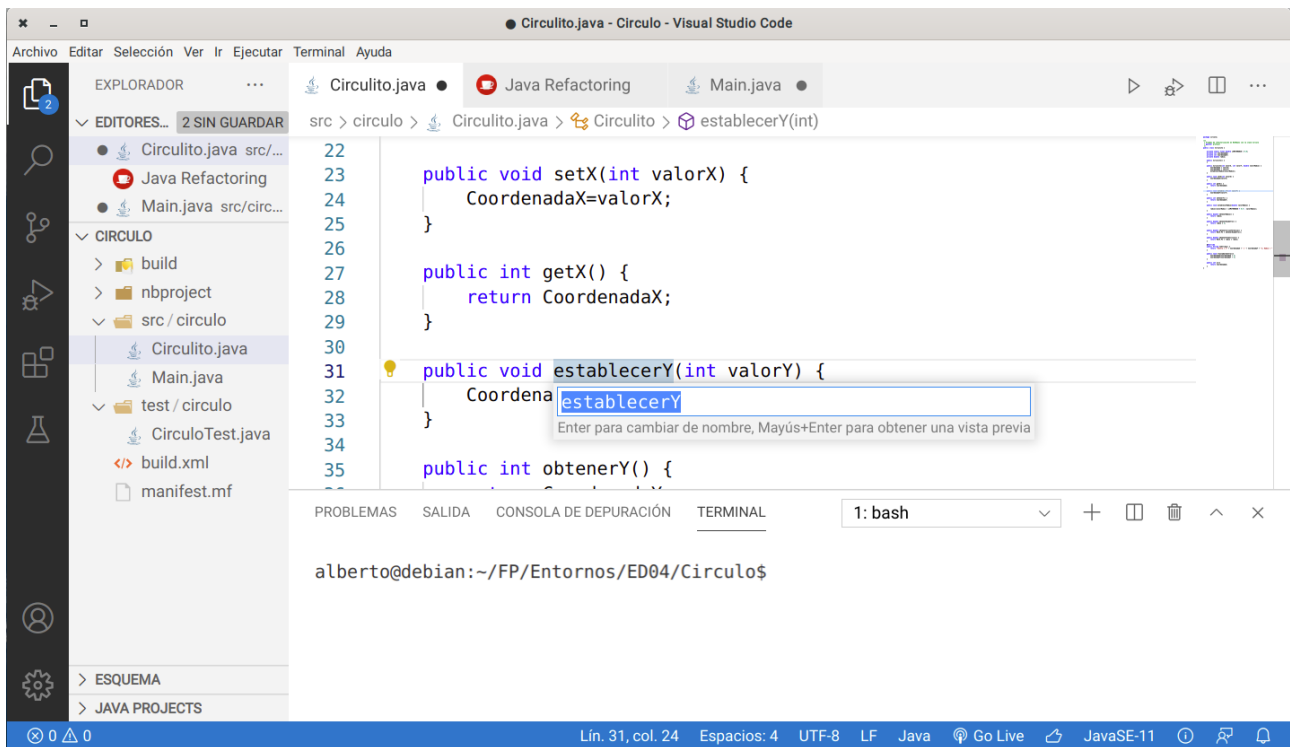 Circulito.java - Circulo - Visual Studio Code
Archivo Editar Selección Ver Ir Ejecutar Terminal Ayuda
2
EXPLORADOR ...
EDITORES... 2 SIN GUARDAR
Circulito.java src/...
Java Refactoring
Main.java src/circ...
CIRCULO
build
nbproject
src / circulo
Circulito.java
Main.java
test / circulo
CirculoTest.java
build.xml
manifest.mf
ESQUEMA
JAVA PROJECTS
Circulito.java Java Refactoring Main.java
src > circulo > Circulito.java > Circulito > establecerY(int)
22
23 public void setX(int valorX) {
24 CoordenadaX=valorX;
25 }
26
27 public int getX() {
28 return CoordenadaX;
29 }
30
31 public void establecerY(int valorY) {
32 Coordena
establecerY
33 }
Enter para cambiar de nombre, Mayús+Enter para obtener una vista previa
34
35 public int obtenerY() {
PROBLEMAS SALIDA CONSOLA DE DEPURACIÓN TERMINAL 1: bash
alberto@debian:~/FP/Entornos/ED04/Circulo$
0 0 Lín. 31, col. 24 Espacios: 4 UTF-8 LF Java Go Live JavaSE-11